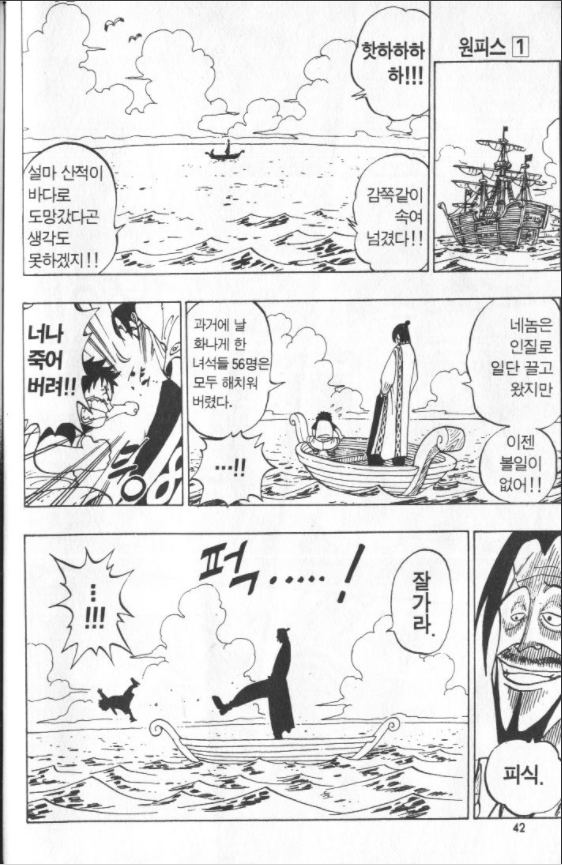 원피스 1
핫하하하
하!!!
감쪽같이
속여
넘겼다!!
설마 산적이
바다로
도망갔다곤
생각도
못하겠지!!
네놈은
인질로
일단 끌고
왔지만
이젠
볼일이
없어!!
과거에 날
화나게 한
녀석들 56명은
모두 해치워
버렸다.
…!!
너나
죽어
버려!!
피식.
잘
가
라.
퍽……!
…
!!!
42